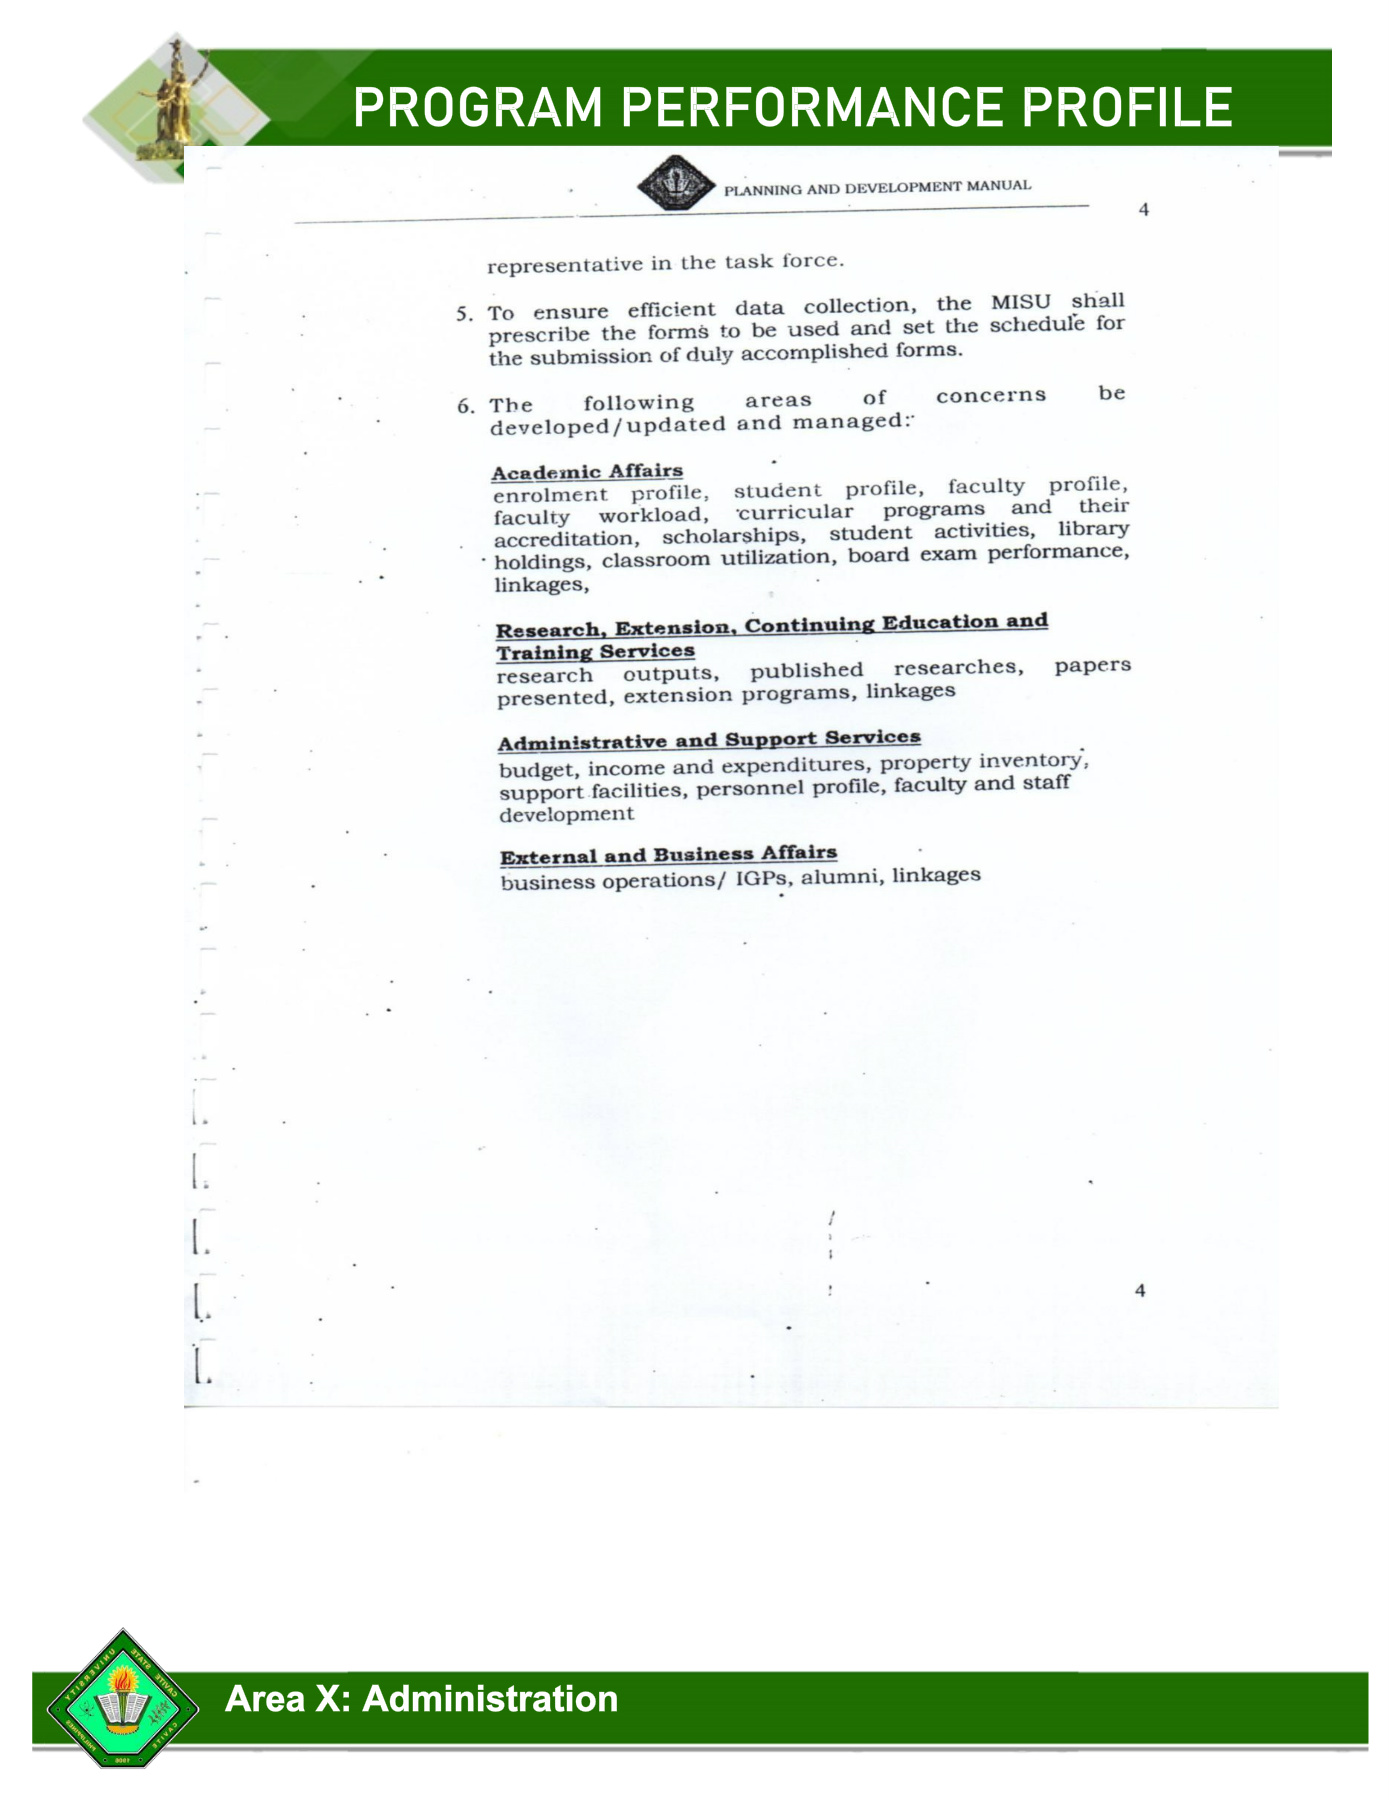 PROGRAM PERFORMANCE PROFILE
PLANNING AND DEVELOPMENT MANUAL
4
representative in the task force.
5. To ensure efficient data collection, the MISU shall
prescribe the forms to be used and set the schedule for
the submission of duly accomplished forms.
6. The following areas of concerns be
developed/updated and managed:
Academic Affairs
enrolment profile, student profile, faculty profile,
faculty workload, curricular programs and their
accreditation, scholarships, student activities, library
holdings, classroom utilization, board exam performance,
linkages,
Research, Extension, Continuing Education and
Training Services
research outputs, published researches, papers
presented, extension programs, linkages
Administrative and Support Services
budget, income and expenditures, property inventory,
support facilities, personnel profile, faculty and staff
development
External and Business Affairs
business operations/ IGPs, alumni, linkages
4
CAVITE STATE UNIVERSITY
CAVITE
PHILIPPINES
1906
Area X: Administration